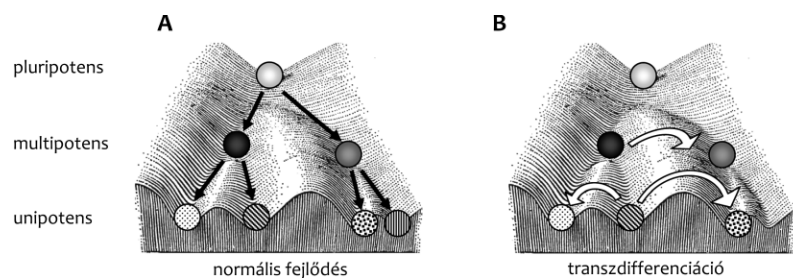 A
B
pluripotens
multipotens
unipotens
normális fejlődés
transzdifferenciáció